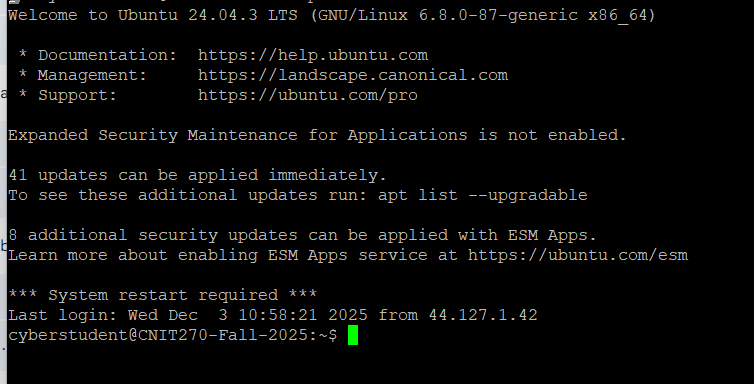 Welcome to Ubuntu 24.04.3 LTS (GNU/Linux 6.8.0-87-generic x86_64)
* Documentation:  https://help.ubuntu.com
* Management:     https://landscape.canonical.com
* Support:        https://ubuntu.com/pro
Expanded Security Maintenance for Applications is not enabled.
41 updates can be applied immediately.
To see these additional updates run: apt list --upgradable
8 additional security updates can be applied with ESM Apps.
Learn more about enabling ESM Apps service at https://ubuntu.com/esm
*** System restart required ***
Last login: Wed Dec  3 10:58:21 2025 from 44.127.1.42
cyberstudent@CNIT270-Fall-2025:~$